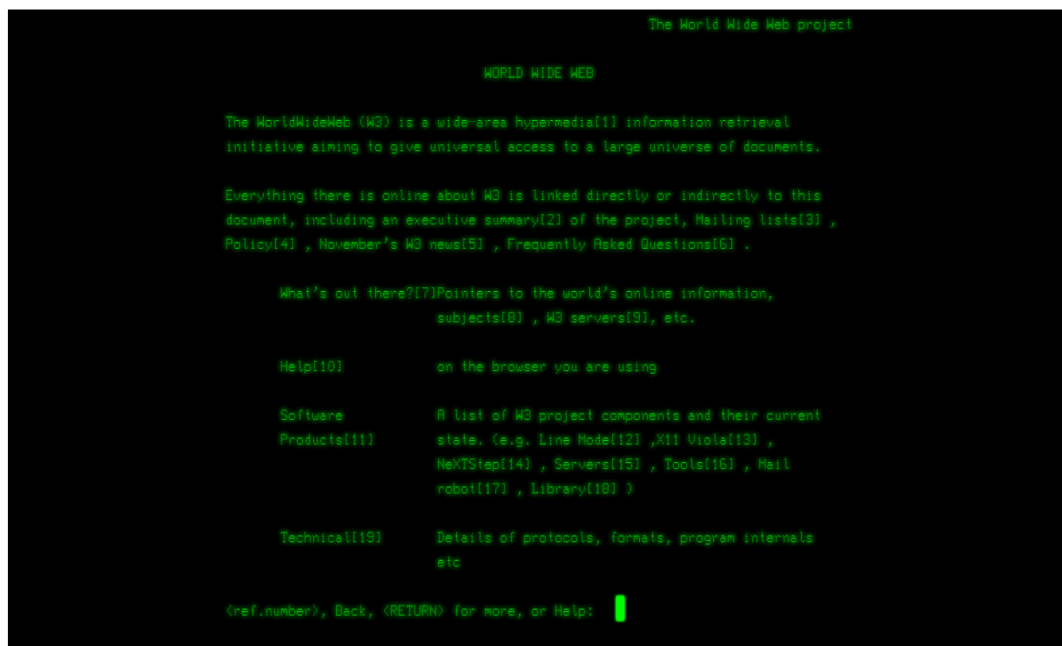 The World Wide Web project
WORLD WIDE WEB
The WorldWideWeb (W3) is a wide-area hypermedia[1] information retrieval
initiative aiming to give universal access to a large universe of documents.
Everything there is online about W3 is linked directly or indirectly to this
document, including an executive summary[2] of the project, Mailing lists[3] ,
Policy[4] , November's W3 news[5] , Frequently Asked Questions[6] .
What's out there?[7]Pointers to the world's online information,
subjects[8] , W3 servers[9], etc.
Help[10] on the browser you are using
Software A list of W3 project components and their current
Products[11] state. (e.g. Line Mode[12] ,X11 Viola[13] ,
NeXTStep[14] , Servers[15] , Tools[16] , Mail
robot[17] , Library[18] )
Technical[19] Details of protocols, formats, program internals
etc
<ref.number>, Back, <RETURN> for more, or Help: